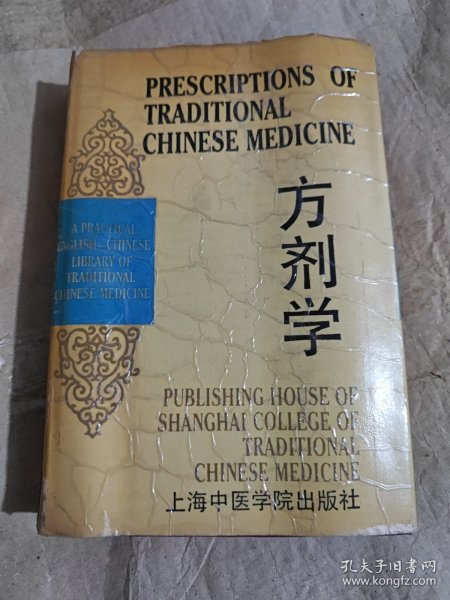 PRESCRIPTIONS OF
TRADITIONAL
CHINESE MEDICINE
方剂学
A PRACTICAL
ENGLISH-CHINESE
LIBRARY OF
TRADITIONAL
CHINESE MEDICINE
PUBLISHING HOUSE OF
SHANGHAI COLLEGE OF
TRADITIONAL
CHINESE MEDICINE
上海中医学院出版社
孔夫子旧书网
www.kongfz.com